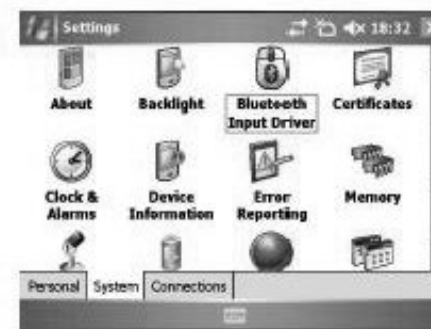 Settings 18:32
About Backlight Bluetooth Input Driver Certificates
Clock & Alarms Device Information Error Reporting Memory
Personal System Connections